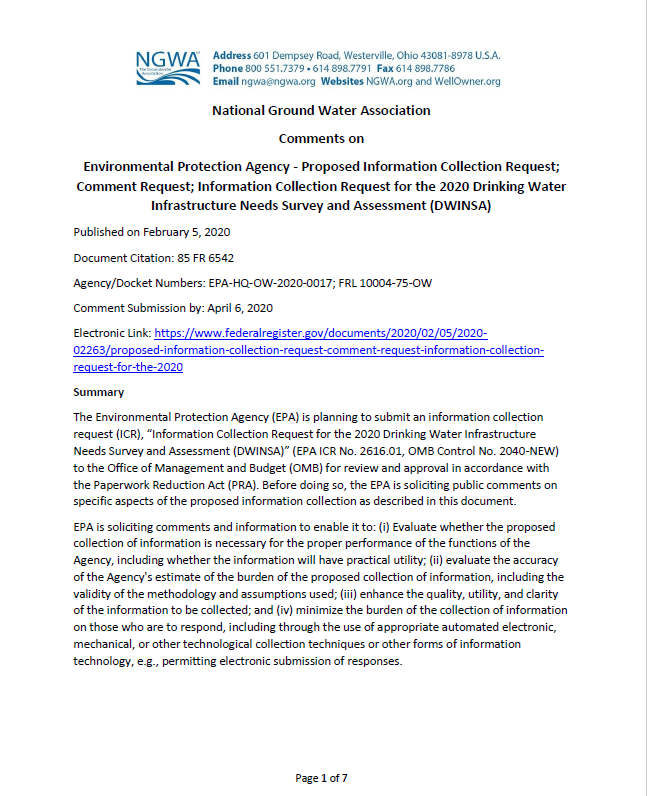 NGWA
The Groundwater
Association
Address 601 Dempsey Road, Westerville, Ohio 43081-8978 U.S.A.
Phone 800 551.7379 • 614 898.7791 Fax 614 898.7786
Email ngwa@ngwa.org Websites NGWA.org and WellOwner.org
National Ground Water Association
Comments on
Environmental Protection Agency - Proposed Information Collection Request;
Comment Request; Information Collection Request for the 2020 Drinking Water
Infrastructure Needs Survey and Assessment (DWINSA)
Published on February 5, 2020
Document Citation: 85 FR 6542
Agency/Docket Numbers: EPA-HQ-OW-2020-0017; FRL 10004-75-OW
Comment Submission by: April 6, 2020
Electronic Link: https://www.federalregister.gov/documents/2020/02/05/2020-
02263/proposed-information-collection-request-comment-request-information-collection-
request-for-the-2020
Summary
The Environmental Protection Agency (EPA) is planning to submit an information collection
request (ICR), “Information Collection Request for the 2020 Drinking Water Infrastructure
Needs Survey and Assessment (DWINSA)” (EPA ICR No. 2616.01, OMB Control No. 2040-NEW)
to the Office of Management and Budget (OMB) for review and approval in accordance with
the Paperwork Reduction Act (PRA). Before doing so, the EPA is soliciting public comments on
specific aspects of the proposed information collection as described in this document.
EPA is soliciting comments and information to enable it to: (i) Evaluate whether the proposed
collection of information is necessary for the proper performance of the functions of the
Agency, including whether the information will have practical utility; (ii) evaluate the accuracy
of the Agency's estimate of the burden of the proposed collection of information, including the
validity of the methodology and assumptions used; (iii) enhance the quality, utility, and clarity
of the information to be collected; and (iv) minimize the burden of the collection of information
on those who are to respond, including through the use of appropriate automated electronic,
mechanical, or other technological collection techniques or other forms of information
technology, e.g., permitting electronic submission of responses.
Page 1 of 7